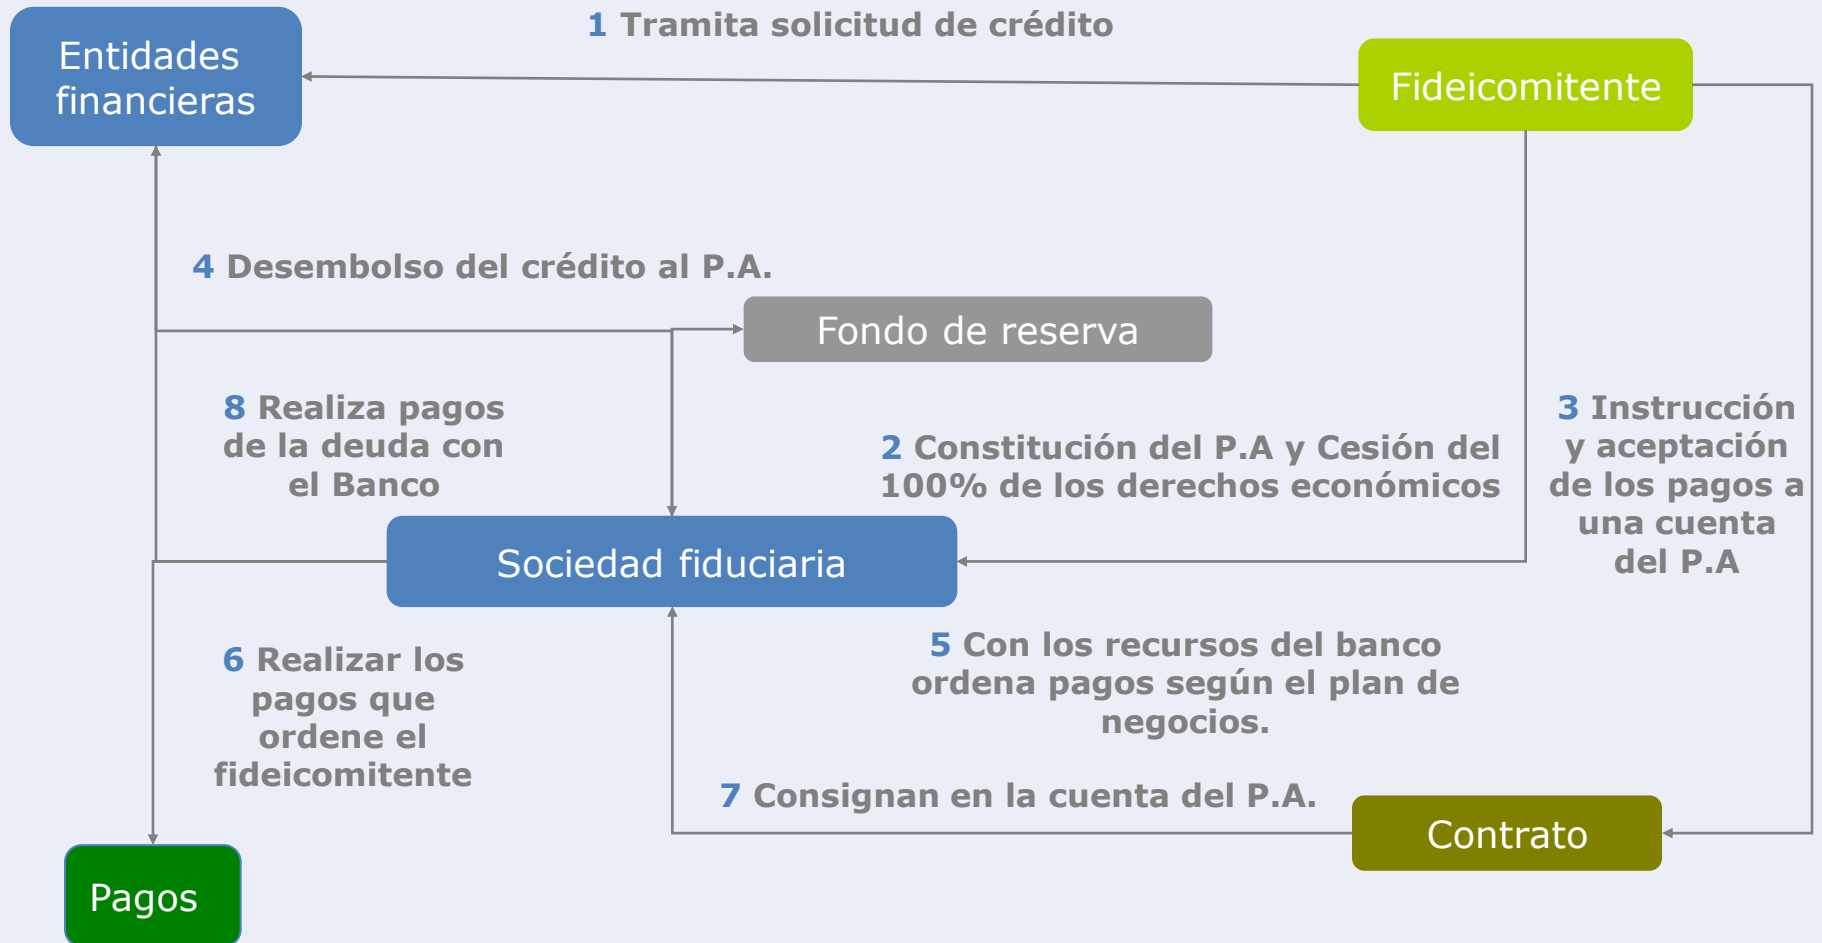 1 Tramita solicitud de crédito
Entidades
financieras
Fideicomitente
4 Desembolso del crédito al P.A.
Fondo de reserva
8 Realiza pagos
de la deuda con
el Banco
2 Constitución del P.A y Cesión del
100% de los derechos económicos
3 Instrucción
y aceptación
de los pagos a
una cuenta
del P.A
Sociedad fiduciaria
6 Realizar los
pagos que
ordene el
fideicomitente
5 Con los recursos del banco
ordena pagos según el plan de
negocios.
7 Consignan en la cuenta del P.A.
Contrato
Pagos